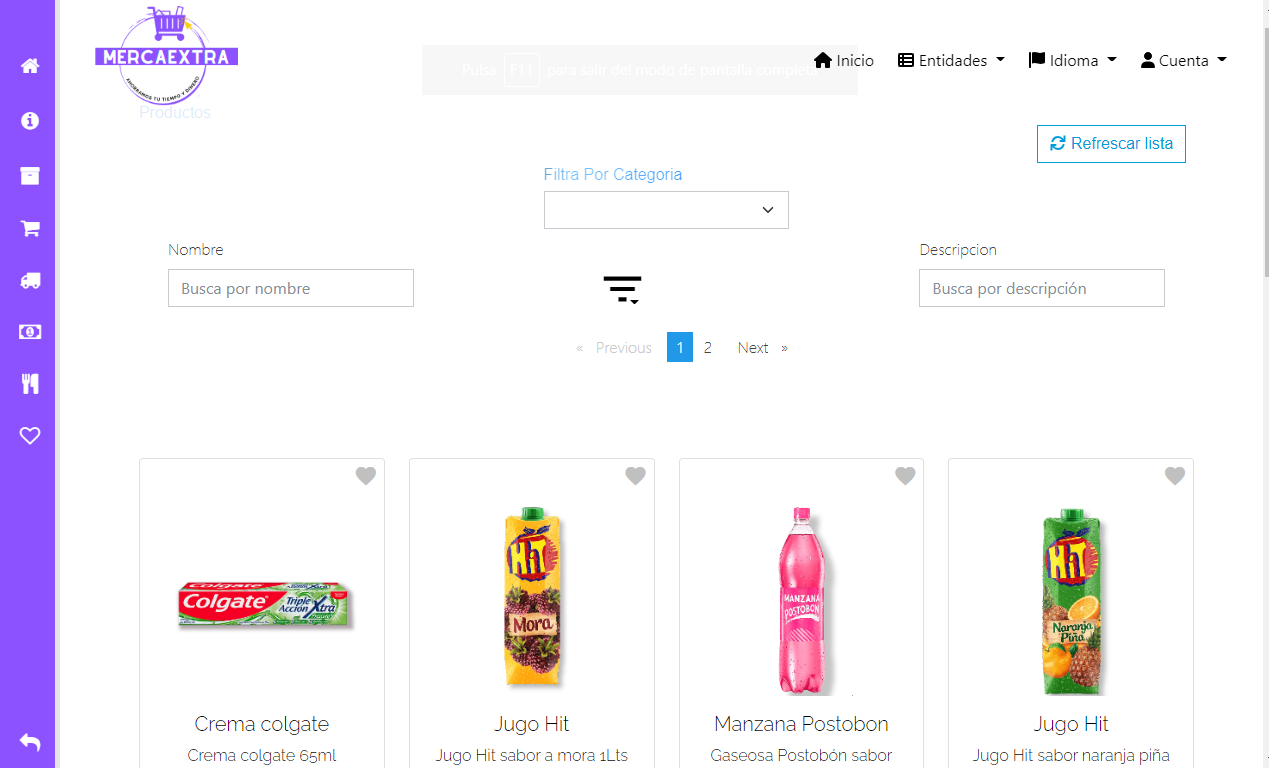 MERCAEXTRA
AHORRAMOS TU TIEMPO Y DINERO
Pulsa F11 para salir del modo de pantalla completa
Inicio
Entidades
Idioma
Cuenta
Productos
Refrescar lista
Filtra Por Categoria
Nombre
Descripcion
Busca por nombre
Busca por descripción
« Previous 1 2 Next »
Colgate
Triple
Acción Xtra
Hit
Mora
MANZANA
POSTOBON
Hit
Naranja
Piña
Crema colgate
Jugo Hit
Manzana Postobon
Jugo Hit
Crema colgate 65ml
Jugo Hit sabor a mora 1Lts
Gaseosa Postobón sabor
Jugo Hit sabor naranja piña